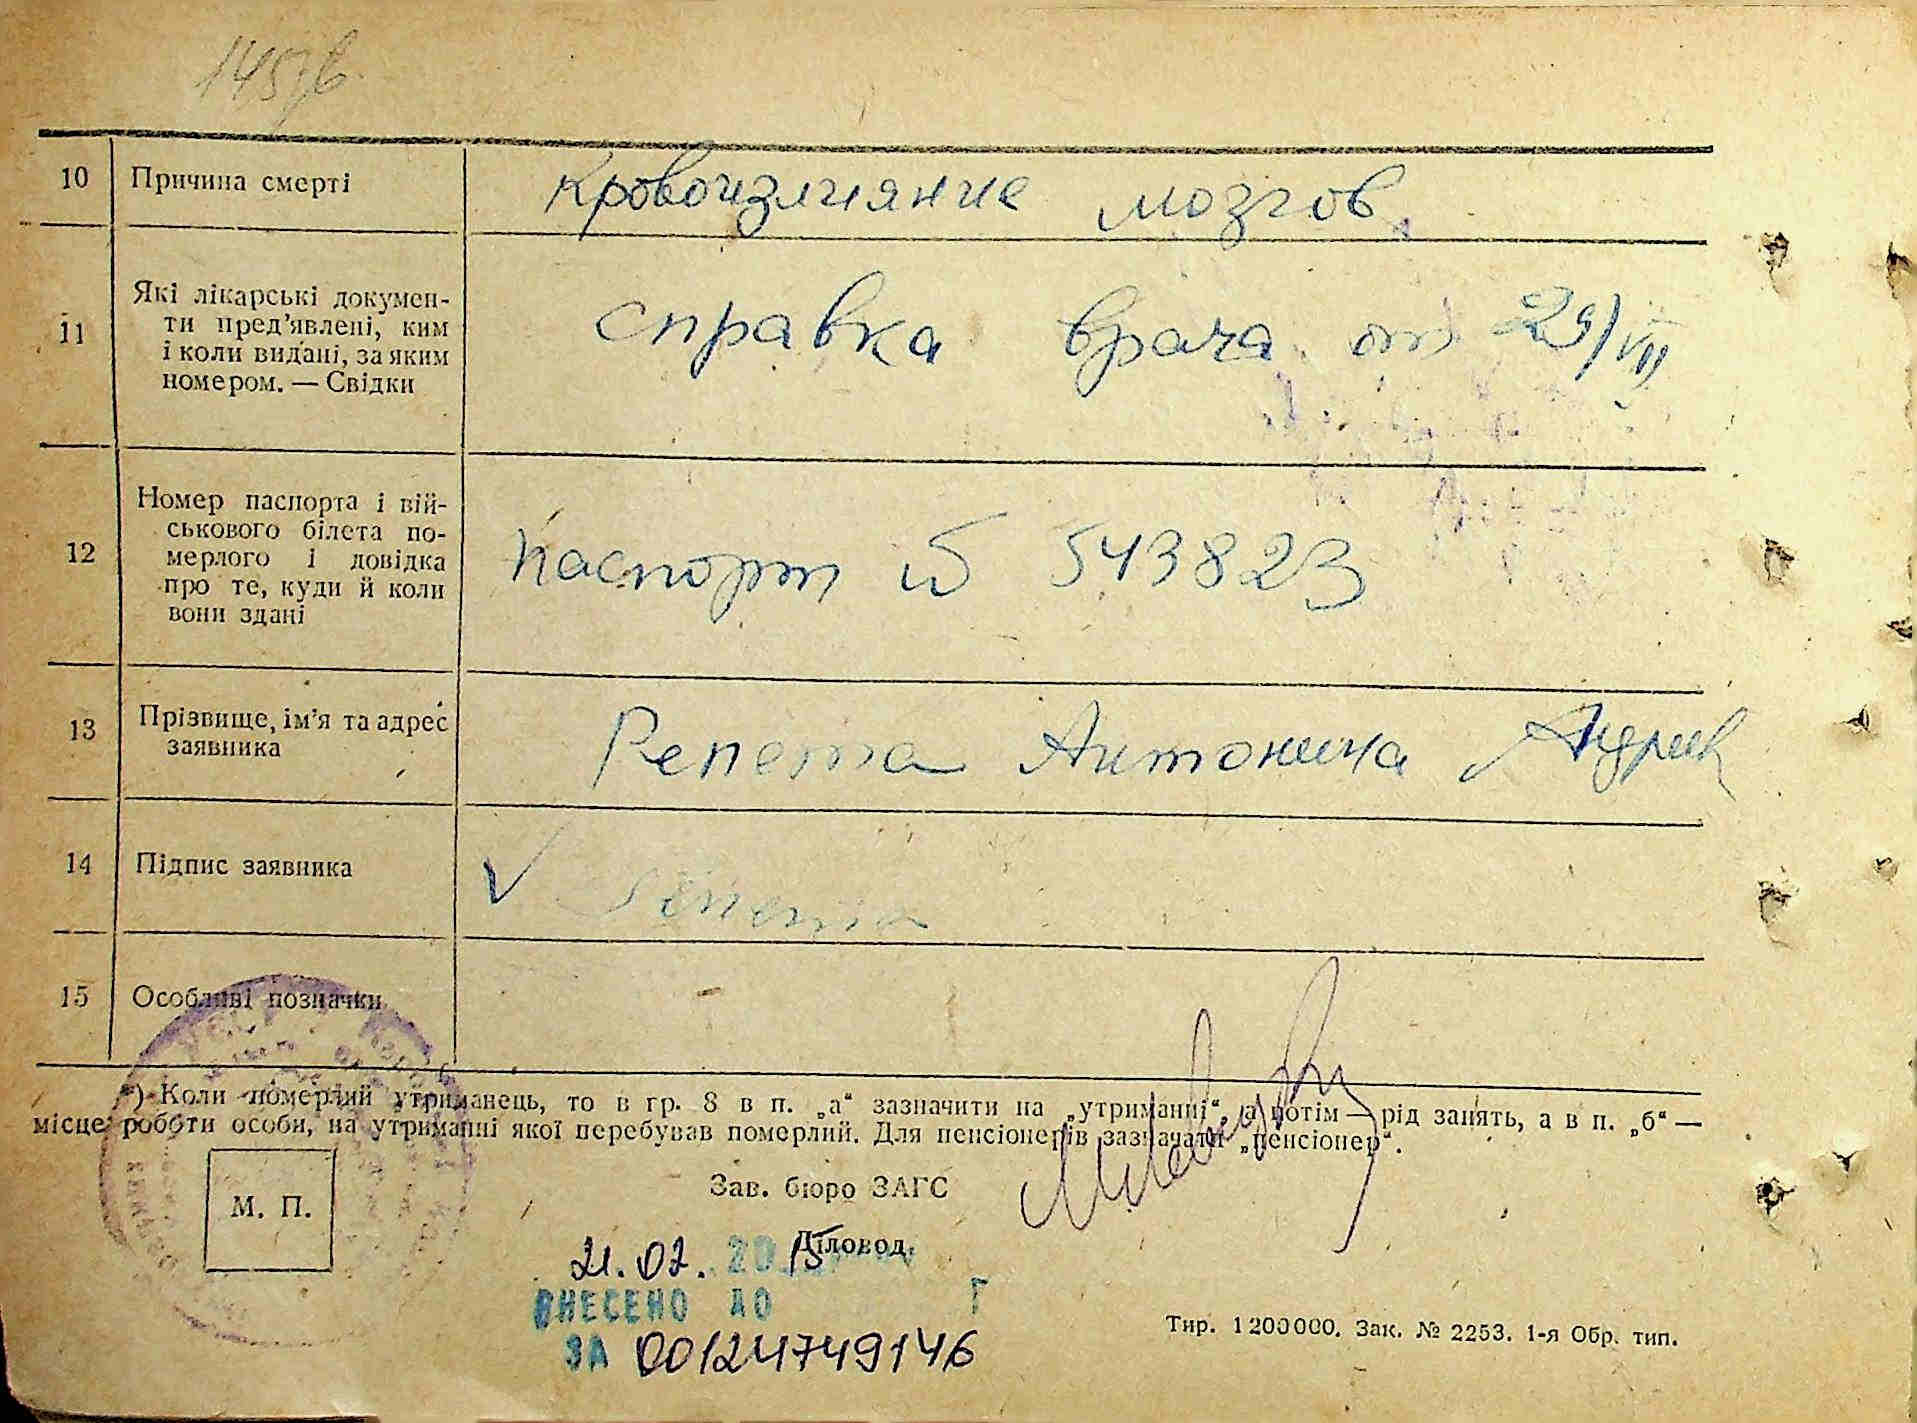 10 Причина смерті Кровоизлияние мозгов
Які лікарські докумен-
ти пред'явлені, ким
11 і коли видані, за яким справка врача от 29/VII
номером. — Свідки
Номер паспорта і вій-
ськового білета по-
12 мерлого і довідка Паспорт № 543823
про те, куди й коли
вони здані
13 Прізвище, ім'я та адрес Репета Антонина Андреев
заявника
14 Підпис заявника V Репета
15 Особливі позначки –
*) Коли померлий утриманець, то в гр. 8 в п. „а“ зазначити на „утриманні“, а потім — рід занять, а в п. „б“ —
місце роботи особи, на утриманні якої перебував померлий. Для пенсіонерів зазначати „пенсіонер“.
М. П.
Зав. бюро ЗАГС
Діловод
21.02.2015
ВНЕСЕНО ДО Г
ЗА 00124749146
Тир. 1200000. Зак. № 2253. 1-я Обр. тип.